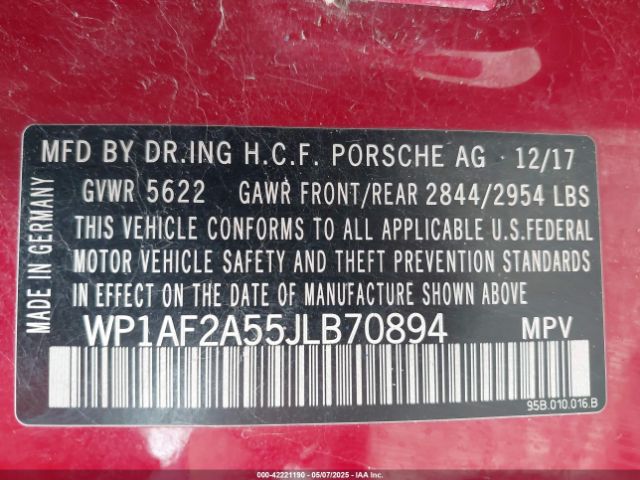 MFD BY DR.ING H.C.F. PORSCHE AG 12/17
GVWR 5622 GAWR FRONT/REAR 2844/2954 LBS
THIS VEHICLE CONFORMS TO ALL APPLICABLE U.S.FEDERAL
MOTOR VEHICLE SAFETY AND THEFT PREVENTION STANDARDS
IN EFFECT ON THE DATE OF MANUFACTURE SHOWN ABOVE.
WP1AF2A55JLB70894 MPV
MADE IN GERMANY
95B.010.016.B
000-42221190 - 05/07/2025 - IAAI.COM